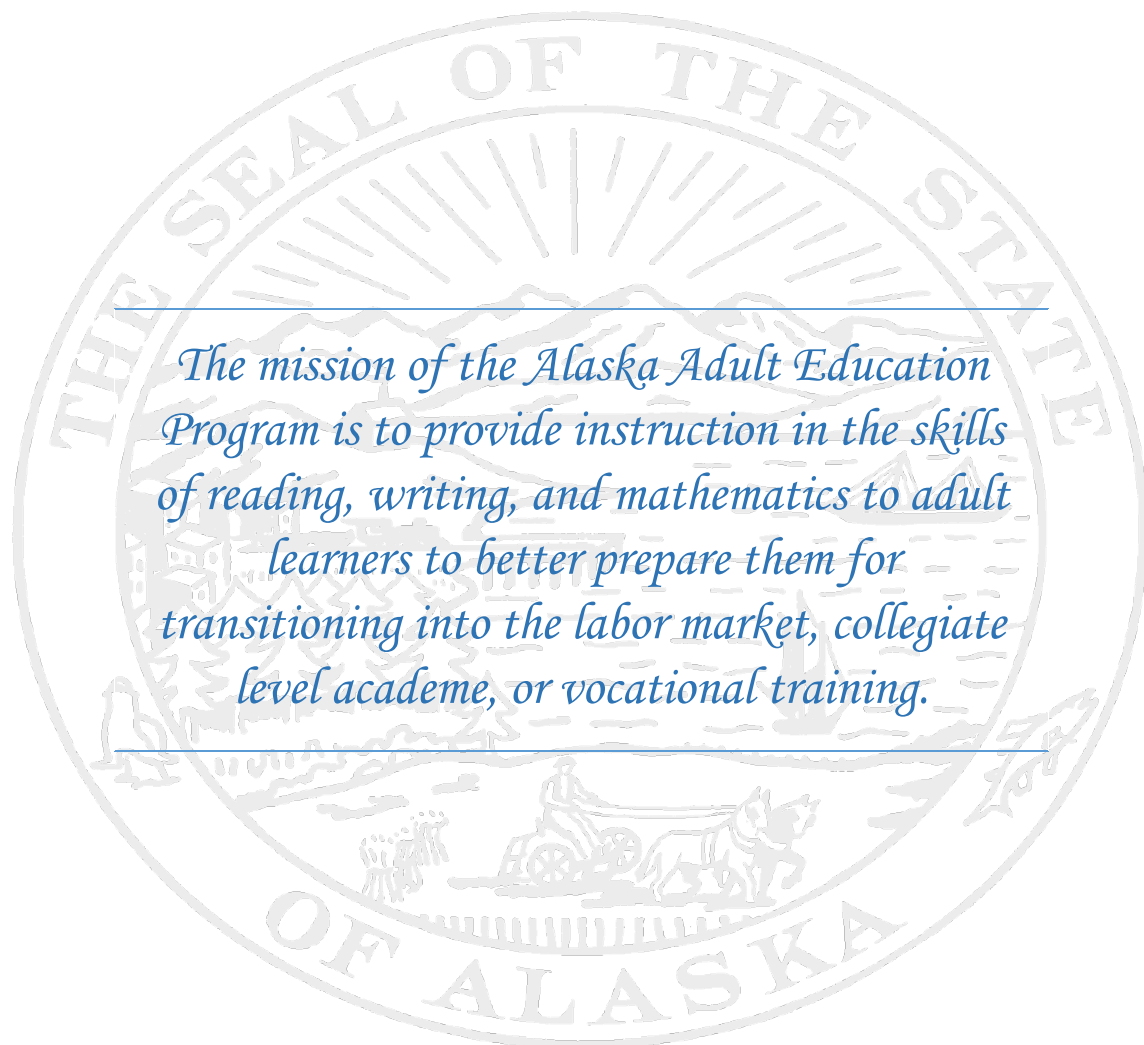 THE SEAL OF THE STATE
The mission of the Alaska Adult Education
Program is to provide instruction in the skills
of reading, writing, and mathematics to adult
learners to better prepare them for
transitioning into the labor market, collegiate
level academe, or vocational training.
OF ALASKA